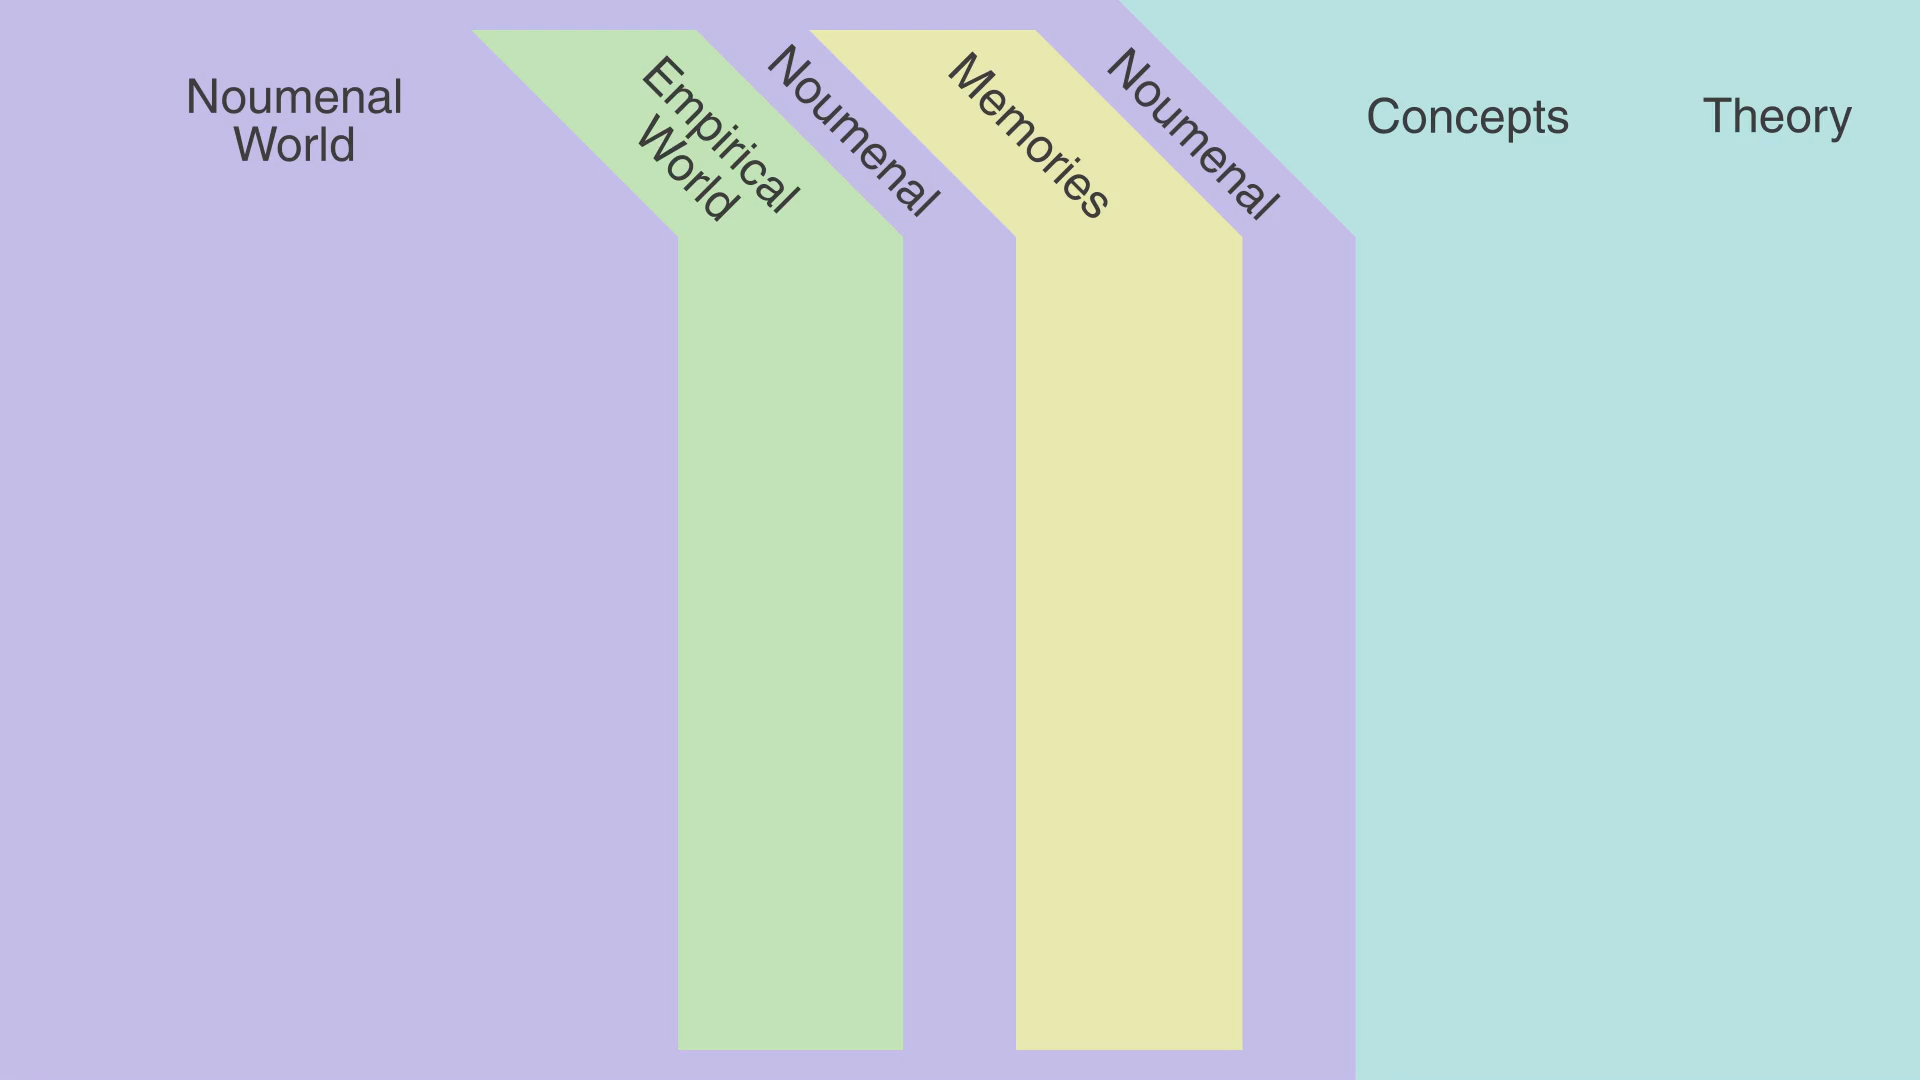 Noumenal
World
Empirical
World
Noumenal
Memories
Noumenal
Concepts
Theory